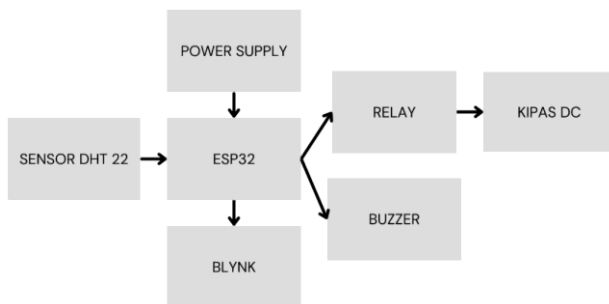 POWER SUPPLY
RELAY
KIPAS DC
SENSOR DHT 22
ESP32
BUZZER
BLYNK